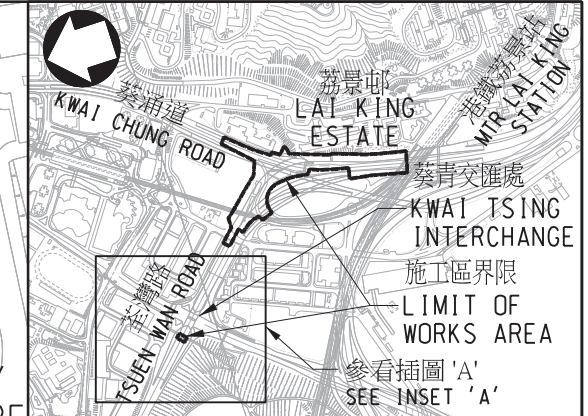 葵涌道
KWAI CHUNG ROAD
荔景邨
LAI KING
ESTATE
港鐵荔景站
MTR LAI KING
STATION
葵青交匯處
KWAI TSING
INTERCHANGE
施工區界限
LIMIT OF
WORKS AREA
荃灣路
TSUEN WAN ROAD
參看插圖 'A'
SEE INSET 'A'